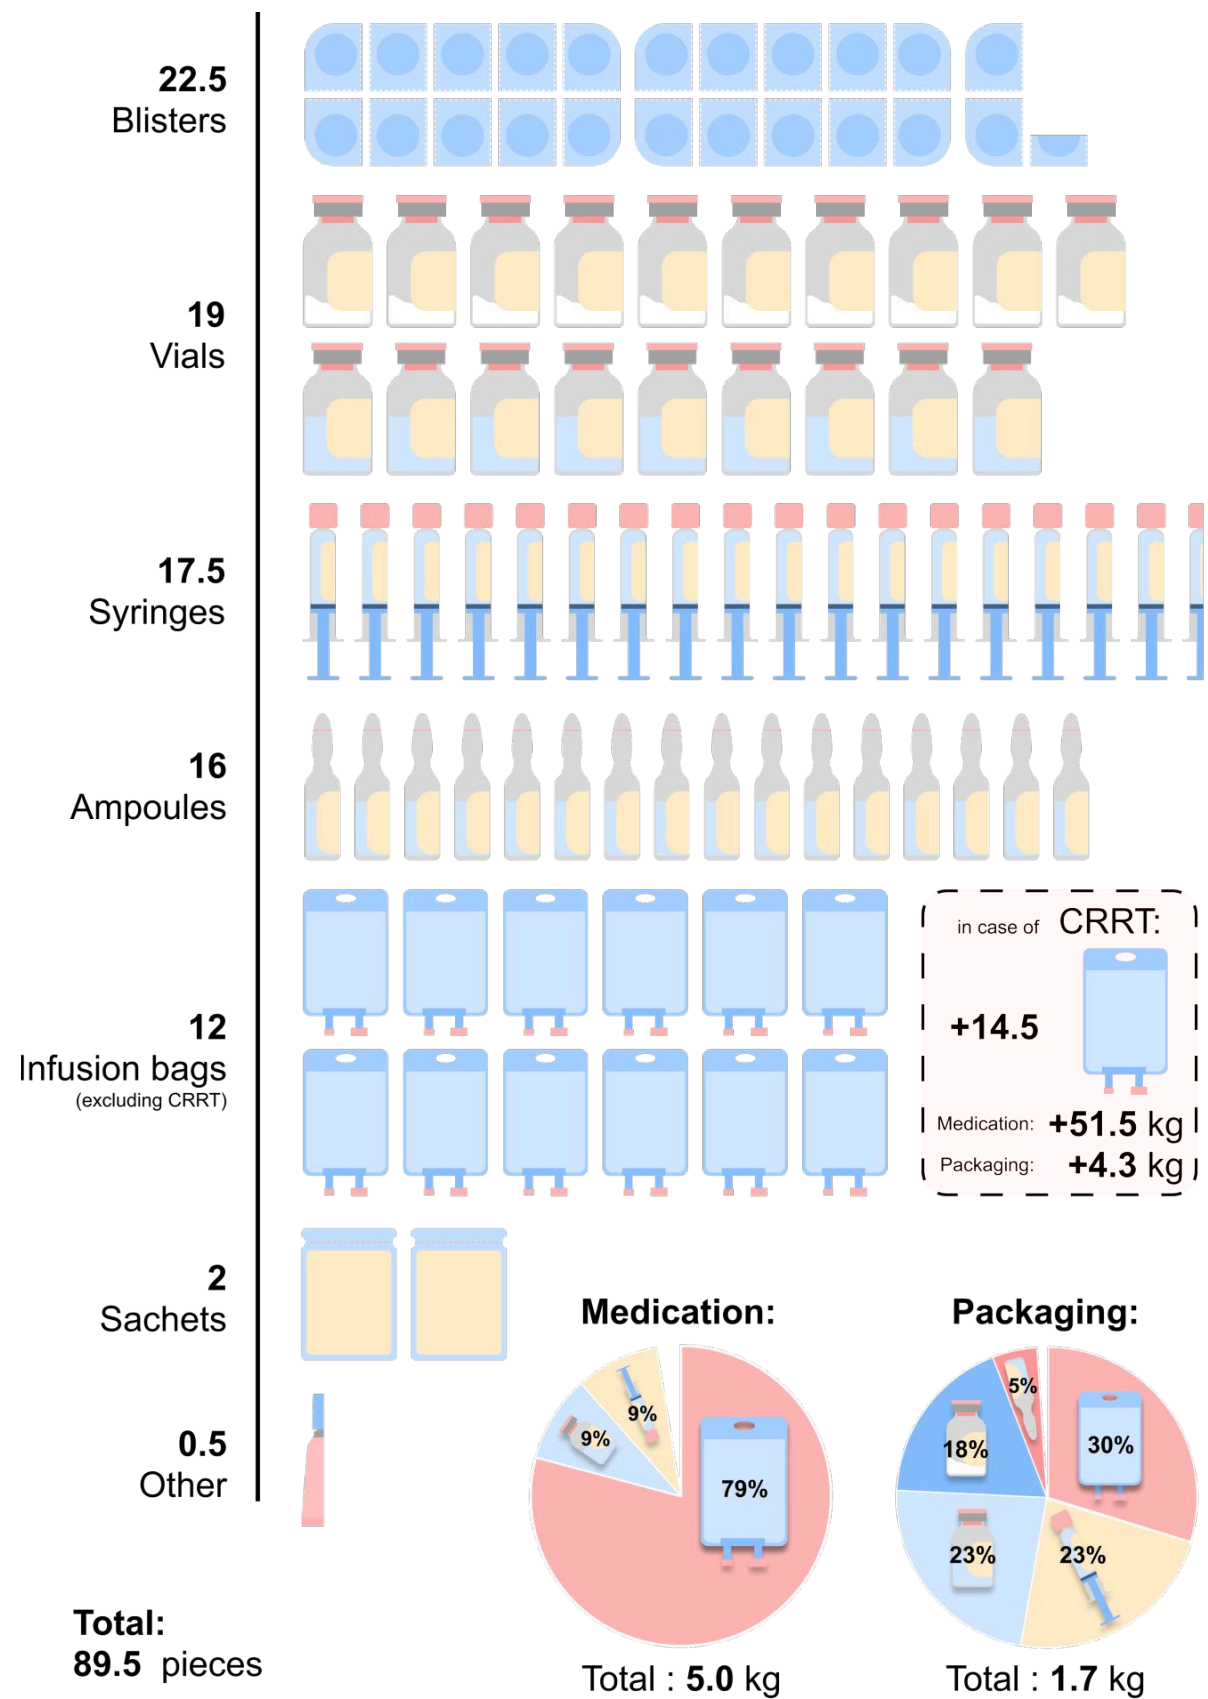 22.5
Blisters
19
Vials
17.5
Syringes
16
Ampoules
12
Infusion bags
(excluding CRRT)
in case of CRRT:
+14.5
Medication: +51.5 kg
Packaging: +4.3 kg
2
Sachets
0.5
Other
Total:
89.5 pieces
Medication:
9%
9%
79%
Total : 5.0 kg
Packaging:
5%
30%
18%
23%
23%
Total : 1.7 kg